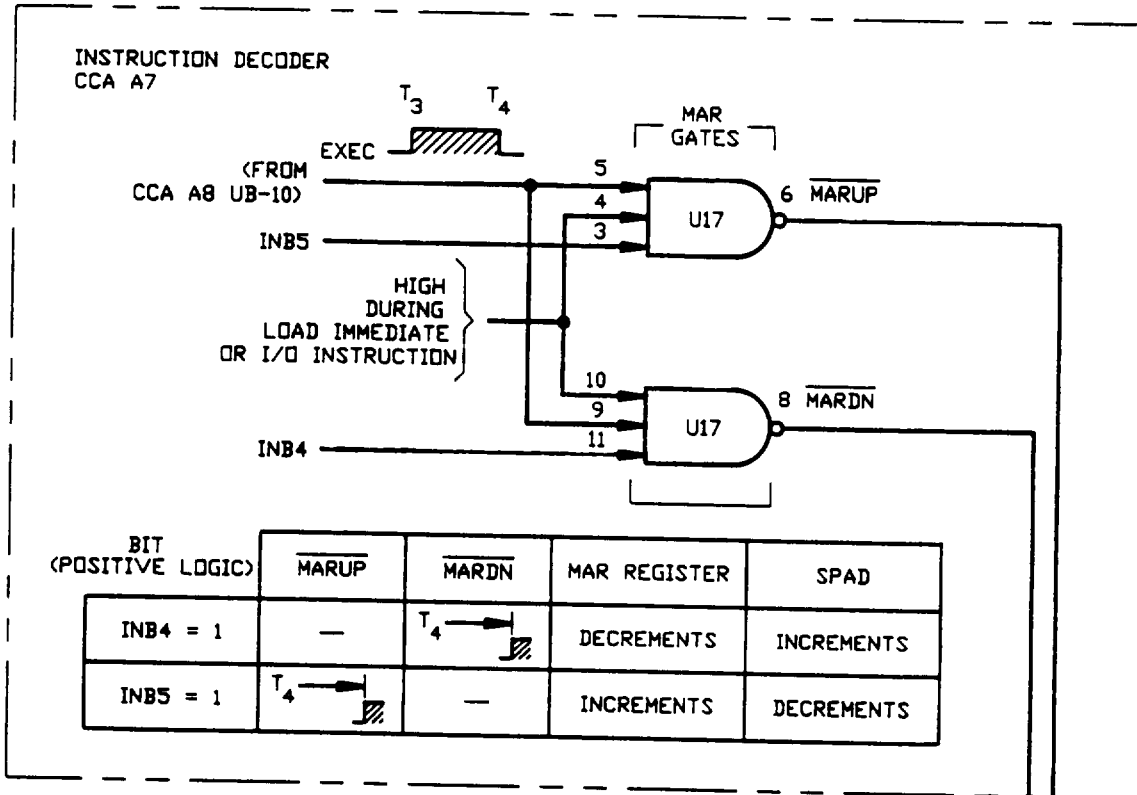 INSTRUCTION DECODER
CCA A7
T3 T4
EXEC
(FROM
CCA A8 UB-10)
INB5
MAR
GATES
5
4
3
U17
6 MARUP
HIGH
DURING
LOAD IMMEDIATE
OR I/O INSTRUCTION
10
9
11
U17
8 MARDN
INB4
BIT
(POSITIVE LOGIC)
MARUP MARDN MAR REGISTER SPAD
INB4 = 1 — T4 DECREMENTS INCREMENTS
INB5 = 1 T4 — INCREMENTS DECREMENTS